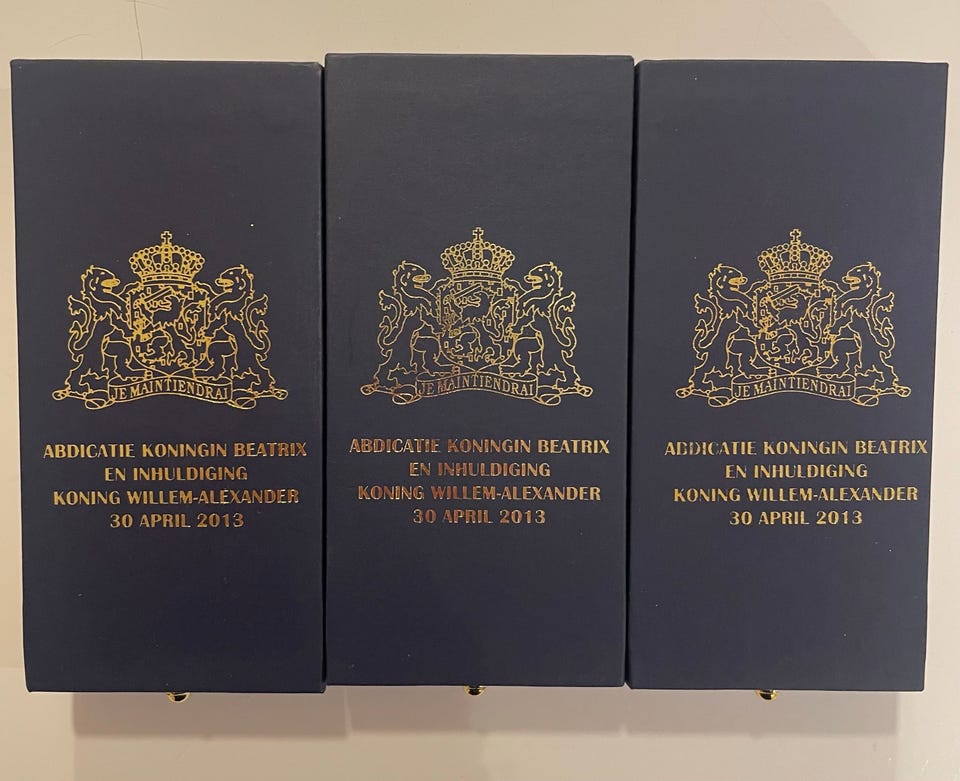 JE MAINTIENDRAI
ABDICATIE KONINGIN BEATRIX
EN INHULDIGING
KONING WILLEM-ALEXANDER
30 APRIL 2013
JE MAINTIENDRAI
ABDICATIE KONINGIN BEATRIX
EN INHULDIGING
KONING WILLEM-ALEXANDER
30 APRIL 2013
JE MAINTIENDRAI
ABDICATIE KONINGIN BEATRIX
EN INHULDIGING
KONING WILLEM-ALEXANDER
30 APRIL 2013